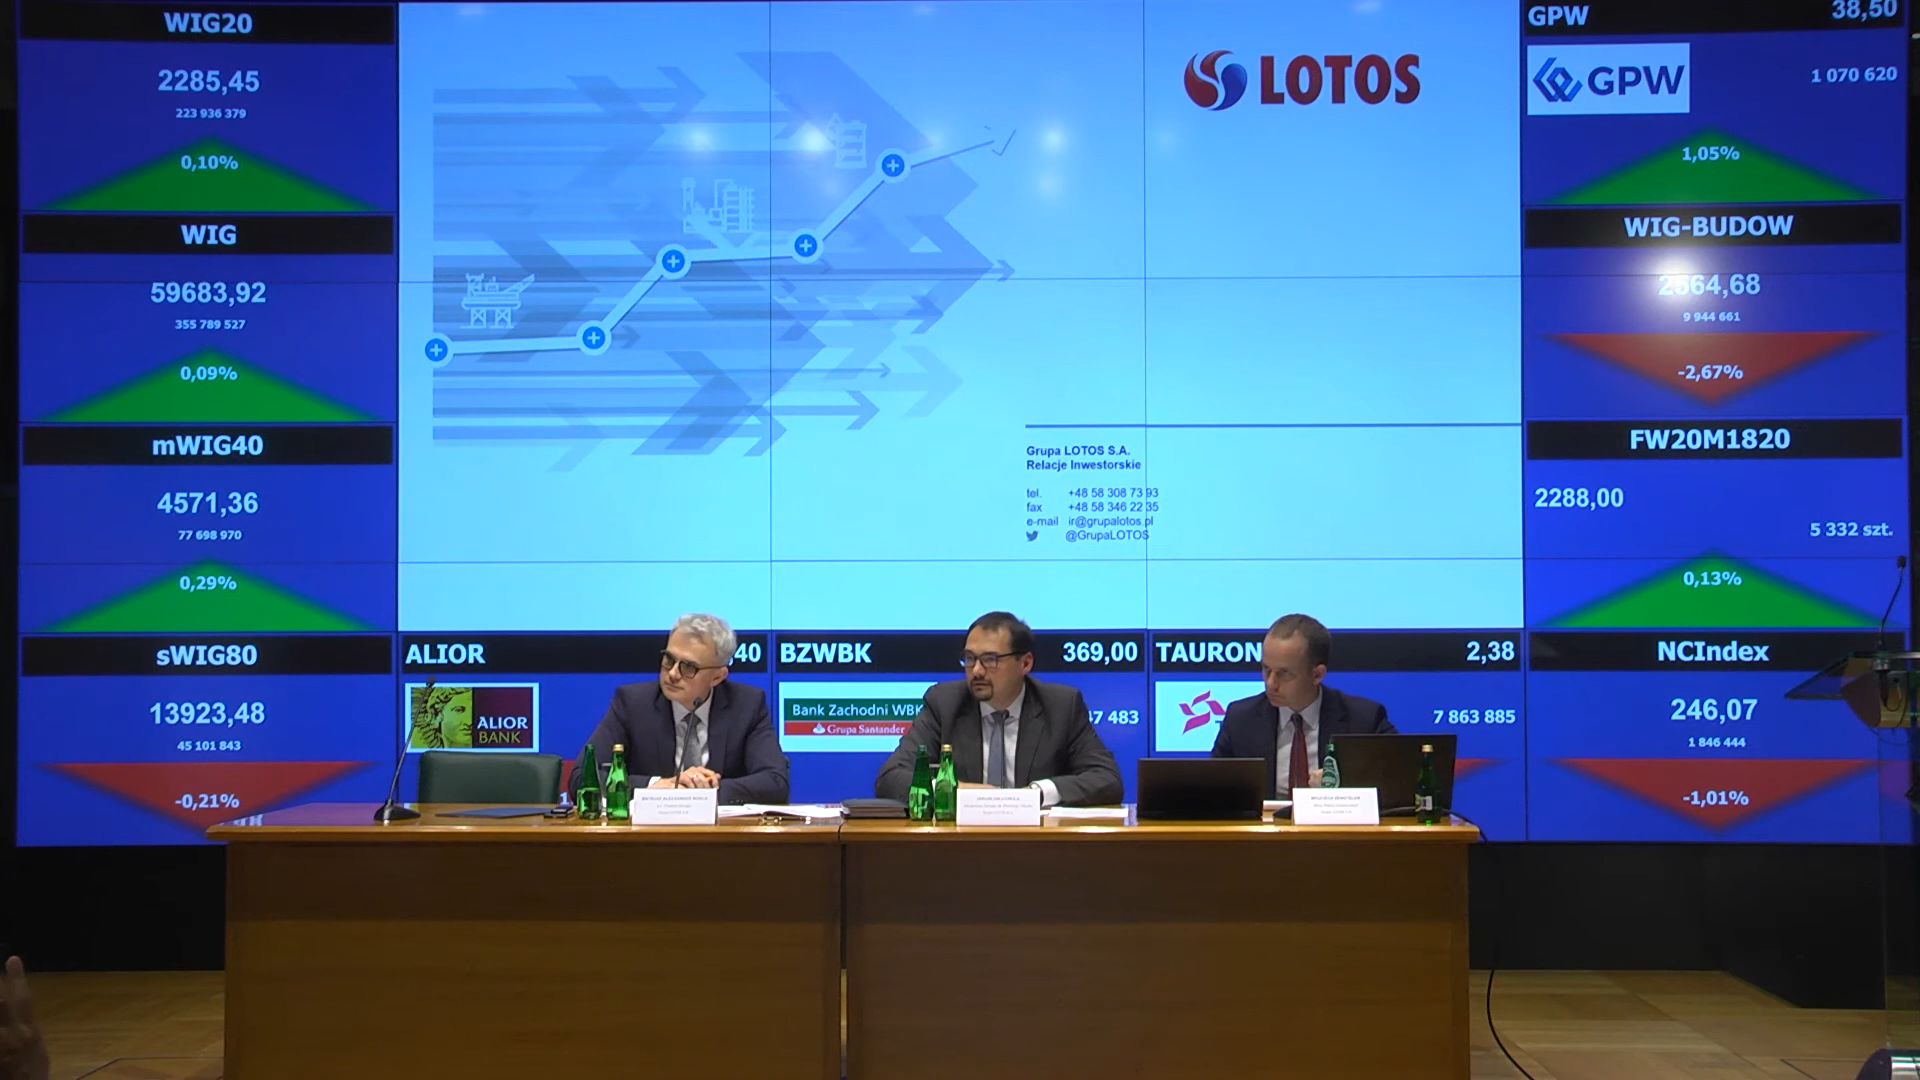 WIG20
2285,45
223 936 379
0,10%
WIG
59683,92
355 789 527
0,09%
mWIG40
4571,36
77 698 970
0,29%
sWIG80
13923,48
45 101 843
-0,21%
LOTOS
Grupa LOTOS S.A.
Relacje Inwestorskie
tel. +48 58 308 73 93
fax +48 58 346 22 35
e-mail ir@grupalotos.pl
@GrupaLOTOS
ALIOR 40
ALIOR
BANK
BZWBK 369,00
Bank Zachodni WBK
Grupa Santander
7 483
TAURON 2,38
7 863 885
GPW 38,50
GPW
1 070 620
1,05%
WIG-BUDOW
2564,68
9 944 661
-2,67%
FW20M1820
2288,00
5 332 szt.
0,13%
NCIndex
246,07
1 846 444
-1,01%